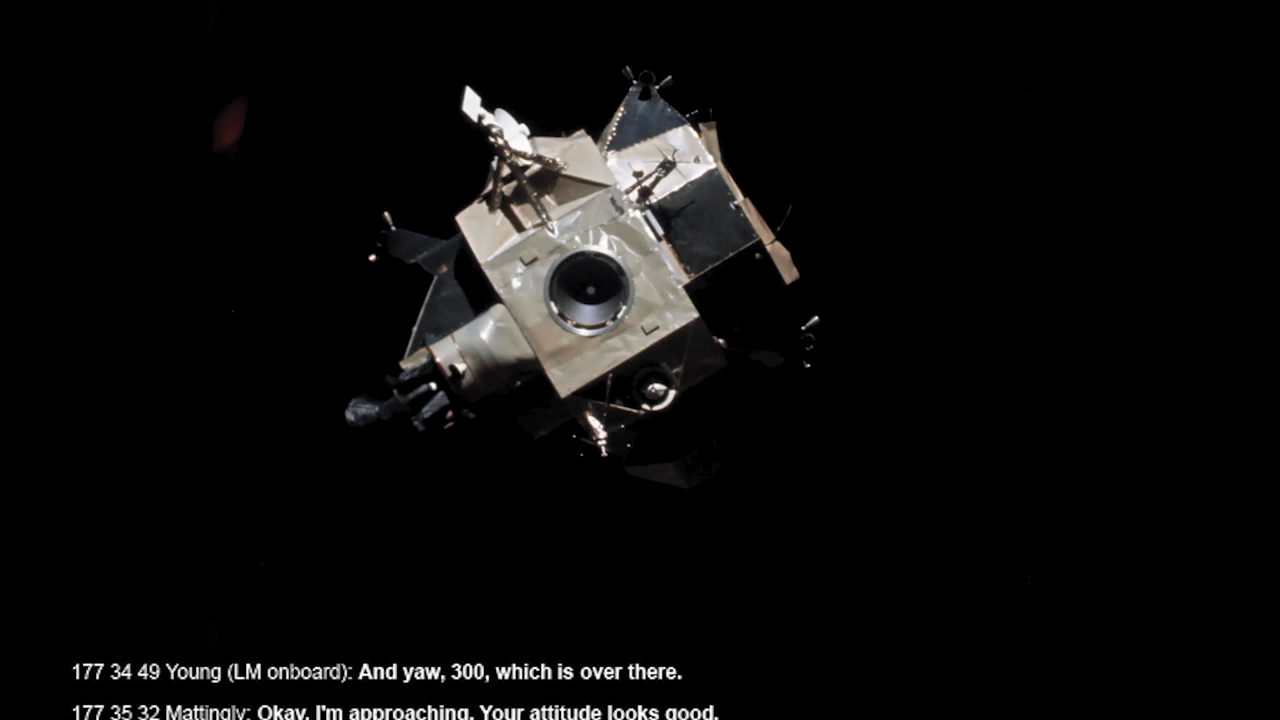 177 34 49 Young (LM onboard): And yaw, 300, which is over there.
177 35 32 Mattingly: Okay, I'm approaching. Your attitude looks good.